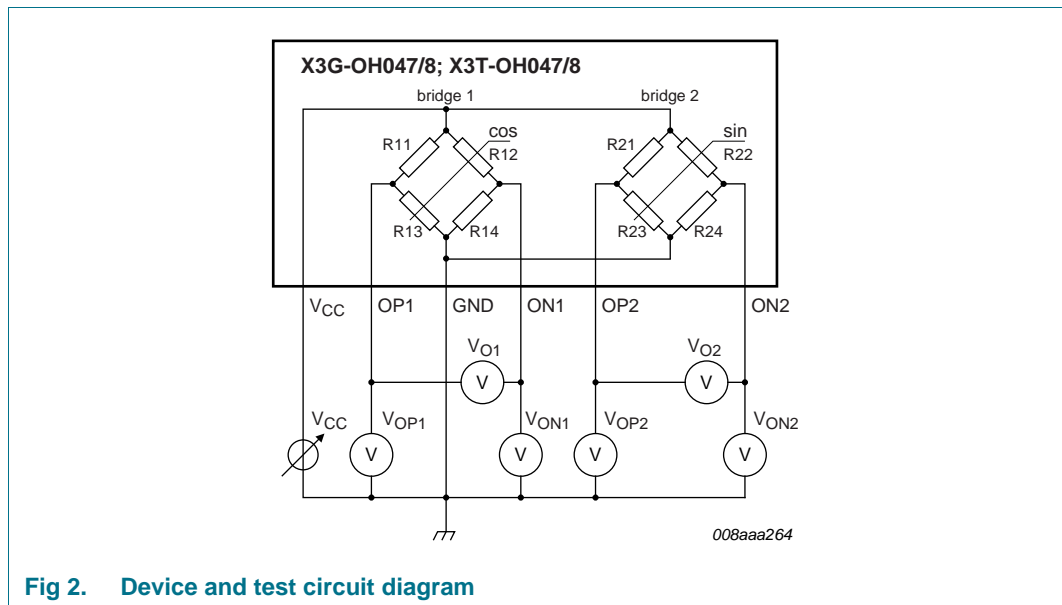 X3G-OH047/8; X3T-OH047/8
bridge 1
bridge 2
cos
sin
R11
R12
R21
R22
R13
R14
R23
R24
VCC
OP1
GND
ON1
OP2
ON2
VO1
VO2
V
V
VCC
VOP1
VON1
VOP2
VON2
V
V
V
V
008aaa264
Fig 2. Device and test circuit diagram